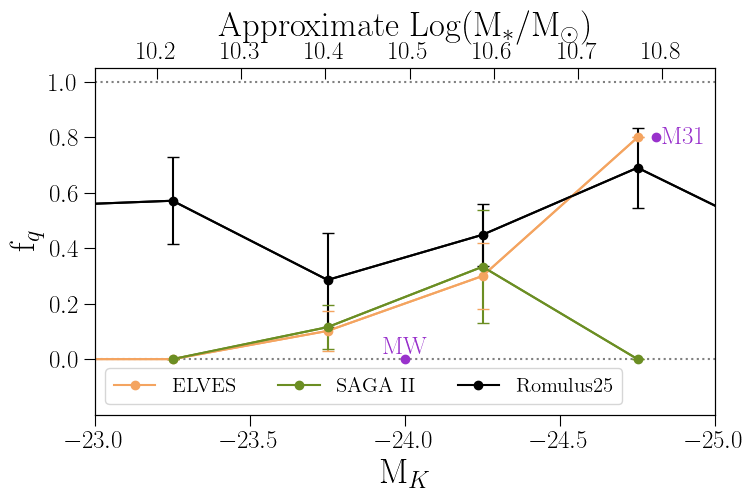 Approximate Log(M_*/M_⊙)
10.2 10.3 10.4 10.5 10.6 10.7 10.8
1.0
0.8
0.6
0.4
0.2
0.0
f_q
M31
MW
ELVES SAGA II Romulus25
−23.0 −23.5 −24.0 −24.5 −25.0
M_K